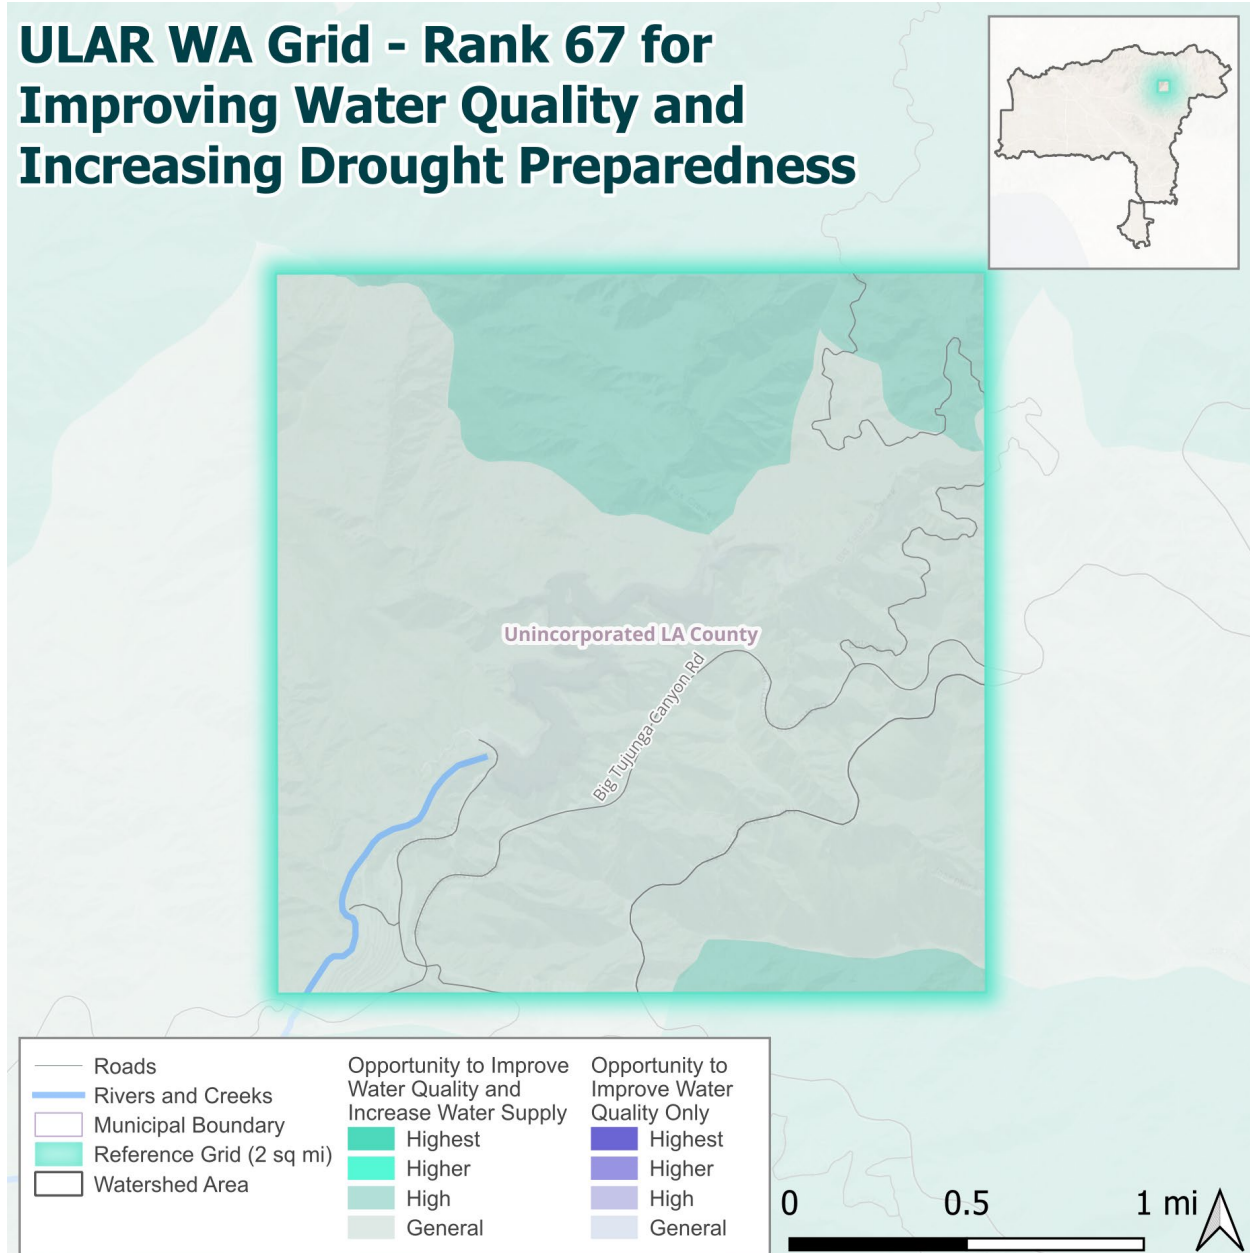 ULAR WA Grid - Rank 67 for
Improving Water Quality and
Increasing Drought Preparedness
Unincorporated LA County
Big Tujunga Canyon Rd
Roads
Rivers and Creeks
Municipal Boundary
Reference Grid (2 sq mi)
Watershed Area
Opportunity to Improve
Water Quality and
Increase Water Supply
Highest
Higher
High
General
Opportunity to
Improve Water
Quality Only
Highest
Higher
High
General
0 0.5 1 mi